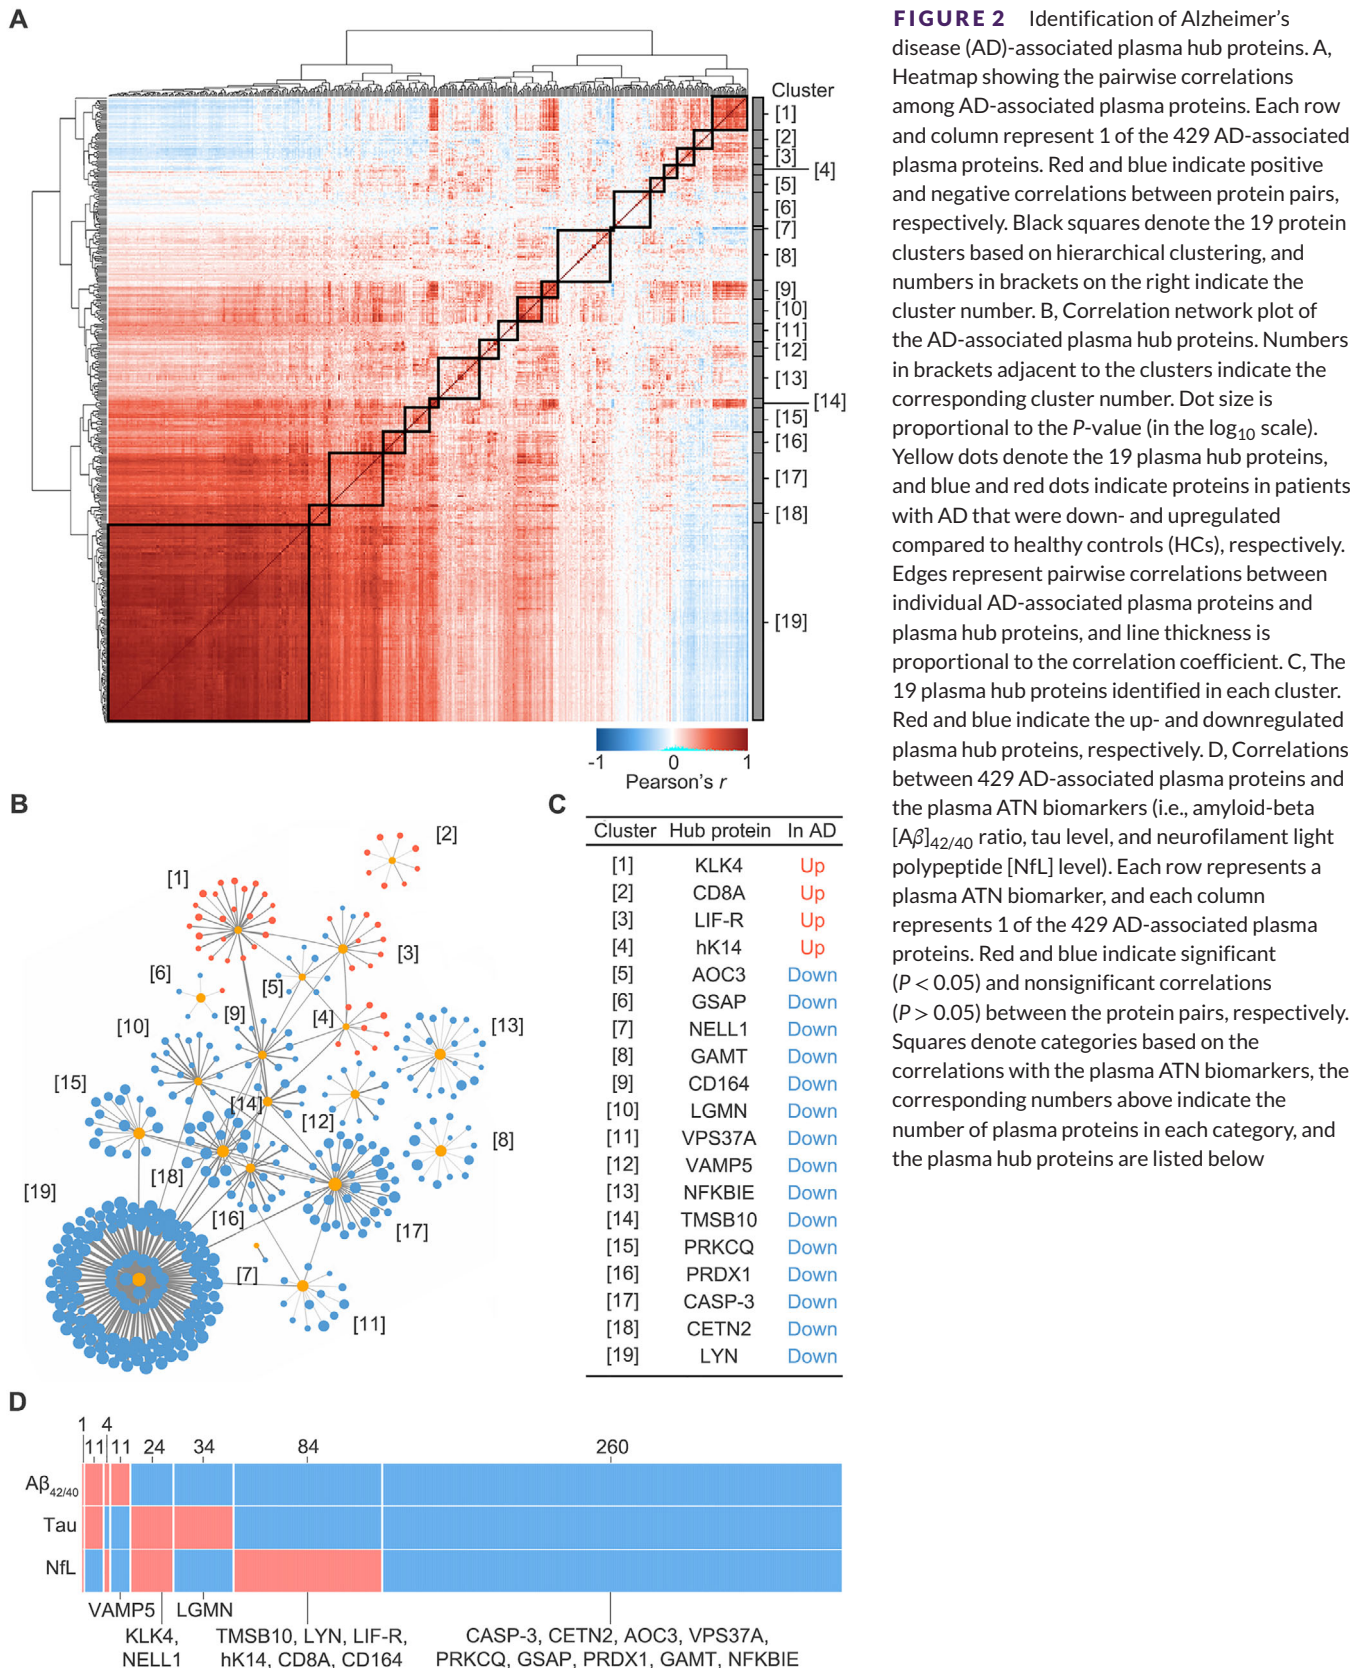 A
Cluster
[1]
[2]
[3]
[4]
[5]
[6]
[7]
[8]
[9]
[10]
[11]
[12]
[13]
[14]
[15]
[16]
[17]
[18]
[19]
-1 0 1
Pearson's r
FIGURE 2 Identification of Alzheimer's
disease (AD)-associated plasma hub proteins. A,
Heatmap showing the pairwise correlations
among AD-associated plasma proteins. Each row
and column represent 1 of the 429 AD-associated
plasma proteins. Red and blue indicate positive
and negative correlations between protein pairs,
respectively. Black squares denote the 19 protein
clusters based on hierarchical clustering, and
numbers in brackets on the right indicate the
cluster number. B, Correlation network plot of
the AD-associated plasma hub proteins. Numbers
in brackets adjacent to the clusters indicate the
corresponding cluster number. Dot size is
proportional to the P-value (in the log10 scale).
Yellow dots denote the 19 plasma hub proteins,
and blue and red dots indicate proteins in patients
with AD that were down- and upregulated
compared to healthy controls (HCs), respectively.
Edges represent pairwise correlations between
individual AD-associated plasma proteins and
plasma hub proteins, and line thickness is
proportional to the correlation coefficient. C, The
19 plasma hub proteins identified in each cluster.
Red and blue indicate the up- and downregulated
plasma hub proteins, respectively. D, Correlations
between 429 AD-associated plasma proteins and
the plasma ATN biomarkers (i.e., amyloid-beta
[Aβ]42/40 ratio, tau level, and neurofilament light
polypeptide [NfL] level). Each row represents a
plasma ATN biomarker, and each column
represents 1 of the 429 AD-associated plasma
proteins. Red and blue indicate significant
(P < 0.05) and nonsignificant correlations
(P > 0.05) between the protein pairs, respectively.
Squares denote categories based on the
correlations with the plasma ATN biomarkers, the
corresponding numbers above indicate the
number of plasma proteins in each category, and
the plasma hub proteins are listed below
B
[2]
[1]
[3]
[6]
[5]
[9]
[4]
[10]
[13]
[15]
[14]
[12]
[8]
[18]
[19]
[16]
[17]
[7]
[11]
C
Cluster Hub protein In AD
[1] KLK4 Up
[2] CD8A Up
[3] LIF-R Up
[4] hK14 Up
[5] AOC3 Down
[6] GSAP Down
[7] NELL1 Down
[8] GAMT Down
[9] CD164 Down
[10] LGMN Down
[11] VPS37A Down
[12] VAMP5 Down
[13] NFKBIE Down
[14] TMSB10 Down
[15] PRKCQ Down
[16] PRDX1 Down
[17] CASP-3 Down
[18] CETN2 Down
[19] LYN Down
D
1 4
11 11 24 34 84 260
Aβ42/40
Tau
NfL
VAMP5 LGMN
KLK4, TMSB10, LYN, LIF-R, CASP-3, CETN2, AOC3, VPS37A,
NELL1 hK14, CD8A, CD164 PRKCQ, GSAP, PRDX1, GAMT, NFKBIE